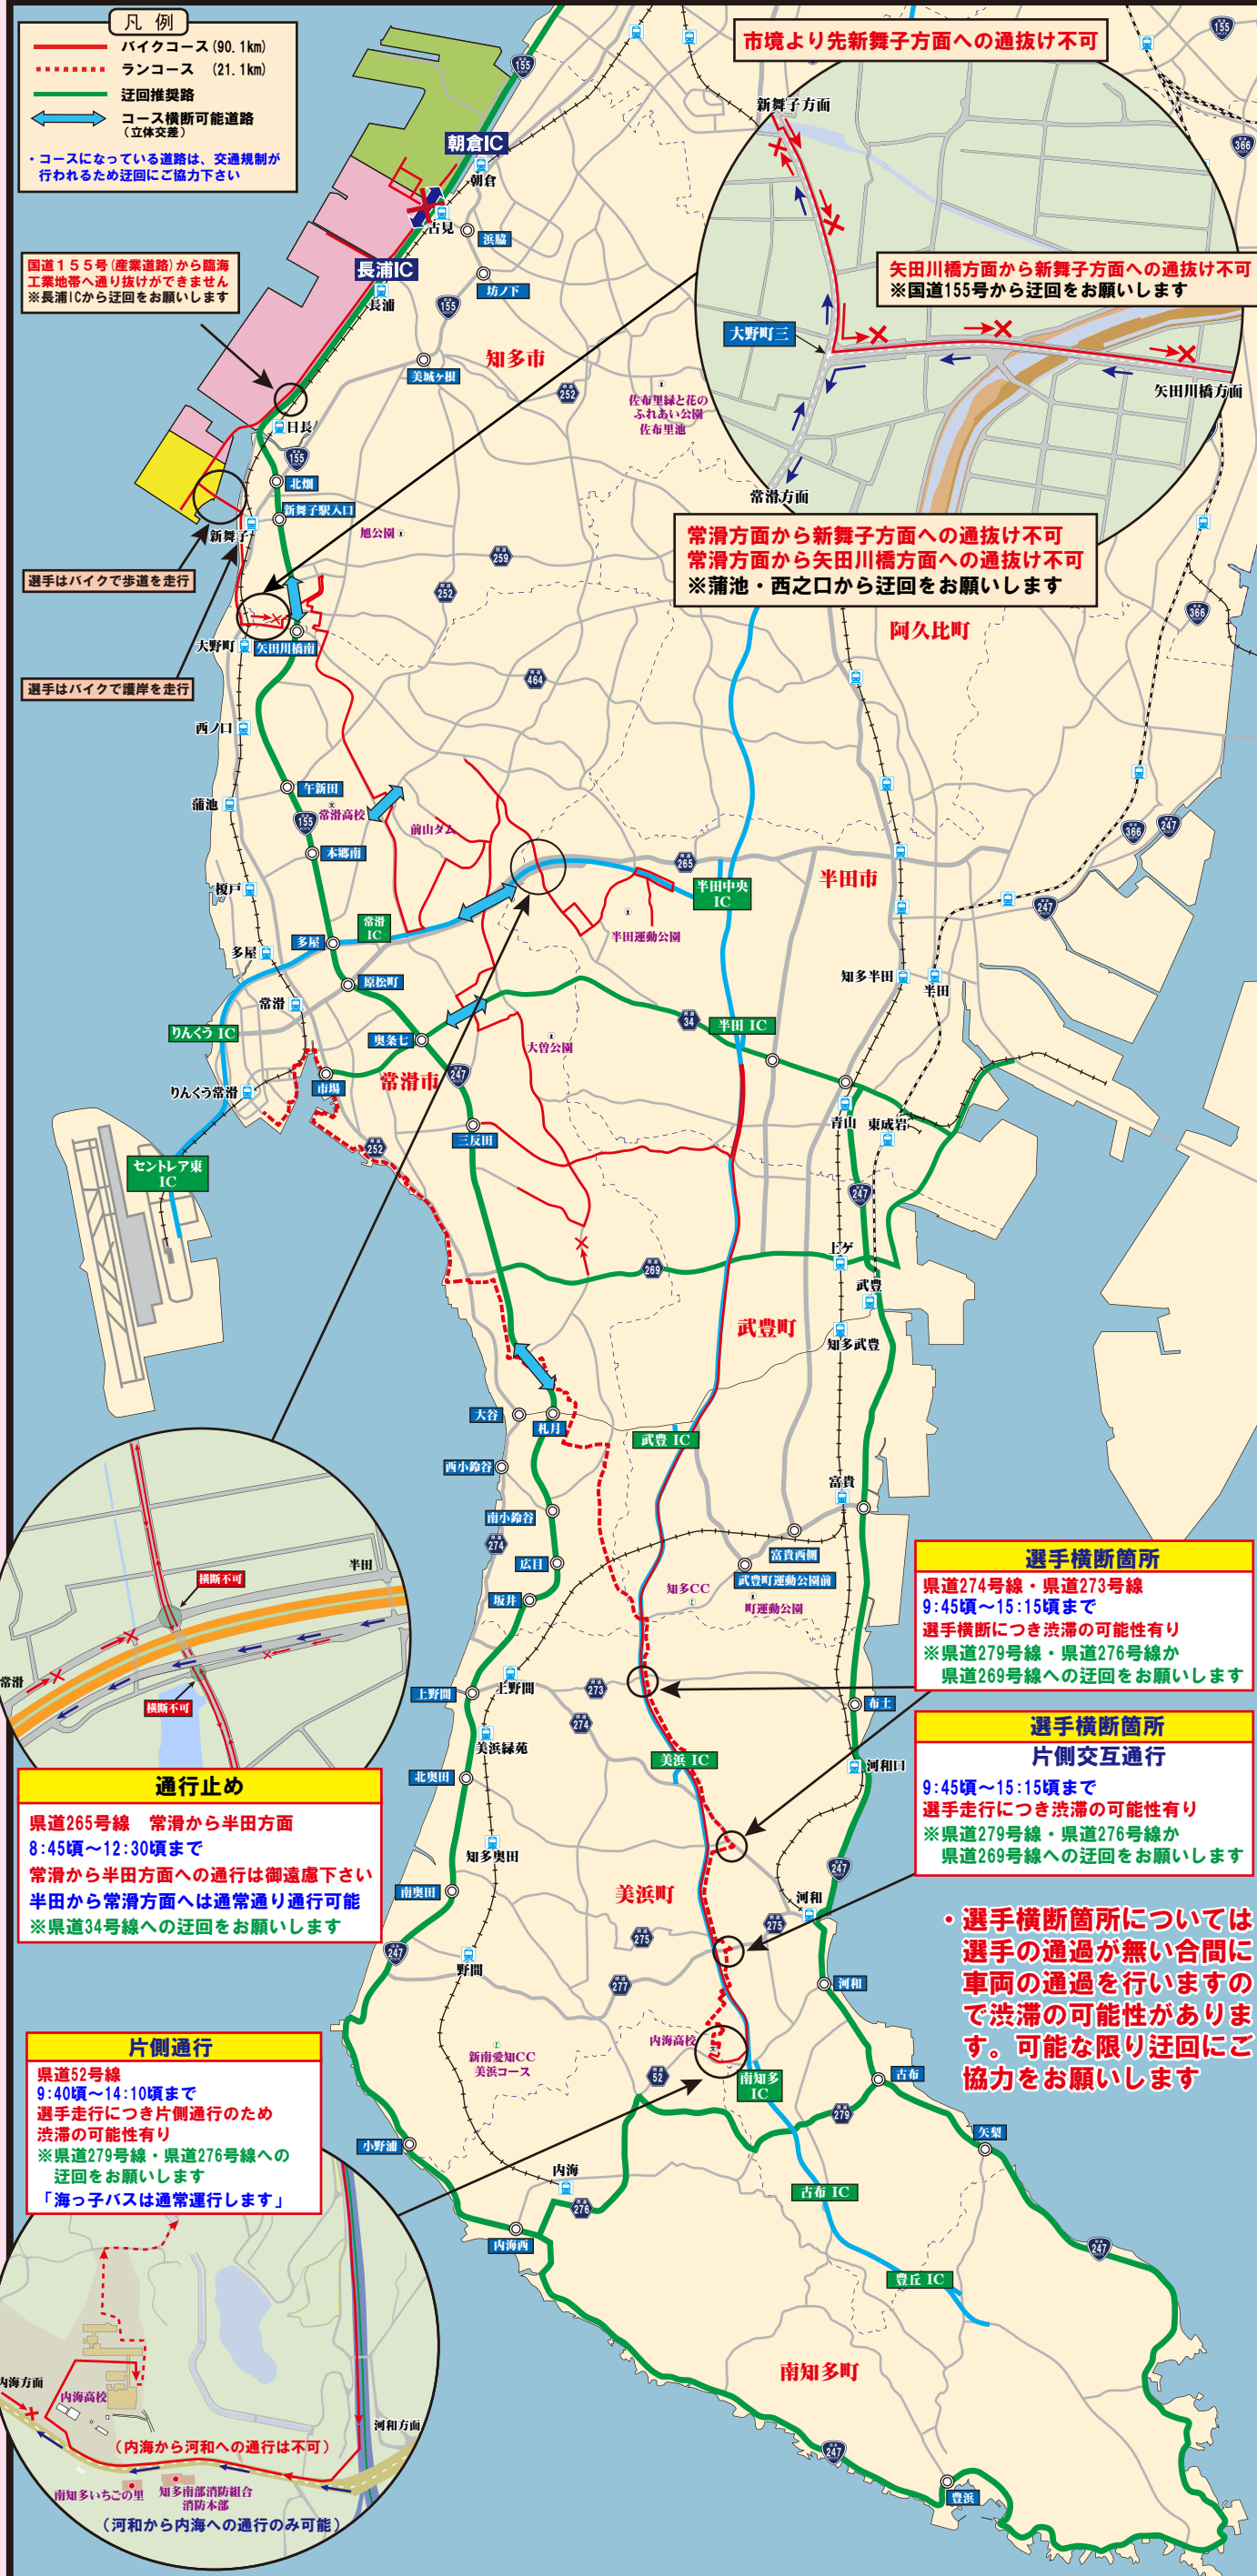 凡 例
バイクコース(90.1km)
ランコース (21.1km)
迂回推奨路
コース横断可能道路
(立体交差)
・コースになっている道路は、交通規制が
行われるため迂回にご協力下さい
市境より先新舞子方面への通抜け不可
新舞子方面
矢田川橋方面から新舞子方面への通抜け不可
※国道155号から迂回をお願いします
大野町三
矢田川橋方面
常滑方面
常滑方面から新舞子方面への通抜け不可
常滑方面から矢田川橋方面への通抜け不可
※蒲池・西之口から迂回をお願いします
国道155号(産業道路)から臨海
工業地帯へ通り抜けができません
※長浦ICから迂回をお願いします
155
155
366
朝倉IC
朝倉
古見
浜脇
長浦IC
長浦
坊ノ下
155
知多市
美城ヶ根
252
佐布里緑と花の
ふれあい公園
佐布里池
日長
155
北畑
新舞子駅入口
新舞子
旭公園
259
252
選手はバイクで歩道を走行
大野町
矢田川橋南
選手はバイクで護岸を走行
阿久比町
366
464
西ノ口
午新田
蒲池
常滑高校
155
前山ダム
本郷南
265
366
247
半田市
榎戸
半田中央
IC
247
常滑
IC
多屋
多屋
半田運動公園
知多半田
半田
原松町
常滑
りんくう IC
奥条七
34
半田 IC
大曽公園
りんくう常滑
市場
常滑市
247
青山
東成岩
三反田
252
セントレア東
IC
247
上ゲ
269
武豊
武豊町
知多武豊
大谷
札月
武豊 IC
西小鈴谷
富貴
南小鈴谷
274
広目
富貴西側
武豊町運動公園前
坂井
知多CC
町運動公園
半田
横断不可
常滑
横断不可
選手横断箇所
県道274号線・県道273号線
9:45頃～15:15頃まで
選手横断につき渋滞の可能性有り
※県道279号線・県道276号線か
県道269号線への迂回をお願いします
上野間
上野間
273
274
布土
美浜緑苑
美浜 IC
河和口
北奥田
選手横断箇所
片側交互通行
9:45頃～15:15頃まで
選手走行につき渋滞の可能性有り
※県道279号線・県道276号線か
県道269号線への迂回をお願いします
通行止め
県道265号線 常滑から半田方面
8:45頃～12:30頃まで
常滑から半田方面への通行は御遠慮下さい
半田から常滑方面へは通常通り通行可能
※県道34号線への迂回をお願いします
知多奥田
247
南奥田
美浜町
河和
275
275
247
野間
277
河和
・選手横断箇所については
選手の通過が無い合間に
車両の通過を行いますの
で渋滞の可能性がありま
す。可能な限り迂回にご
協力をお願いします
内海高校
新南愛知CC
美浜コース
52
南知多
IC
古布
279
片側通行
県道52号線
9:40頃～14:10頃まで
選手走行につき片側通行のため
渋滞の可能性有り
※県道279号線・県道276号線への
迂回をお願いします
「海っ子バスは通常運行します」
小野浦
矢梨
内海
古布 IC
276
内海西
247
豊丘 IC
南知多町
内海方面
内海高校
河和方面
(内海から河和への通行は不可)
南知多いちごの里
知多南部消防組合
消防本部
(河和から内海への通行のみ可能)
247
豊浜